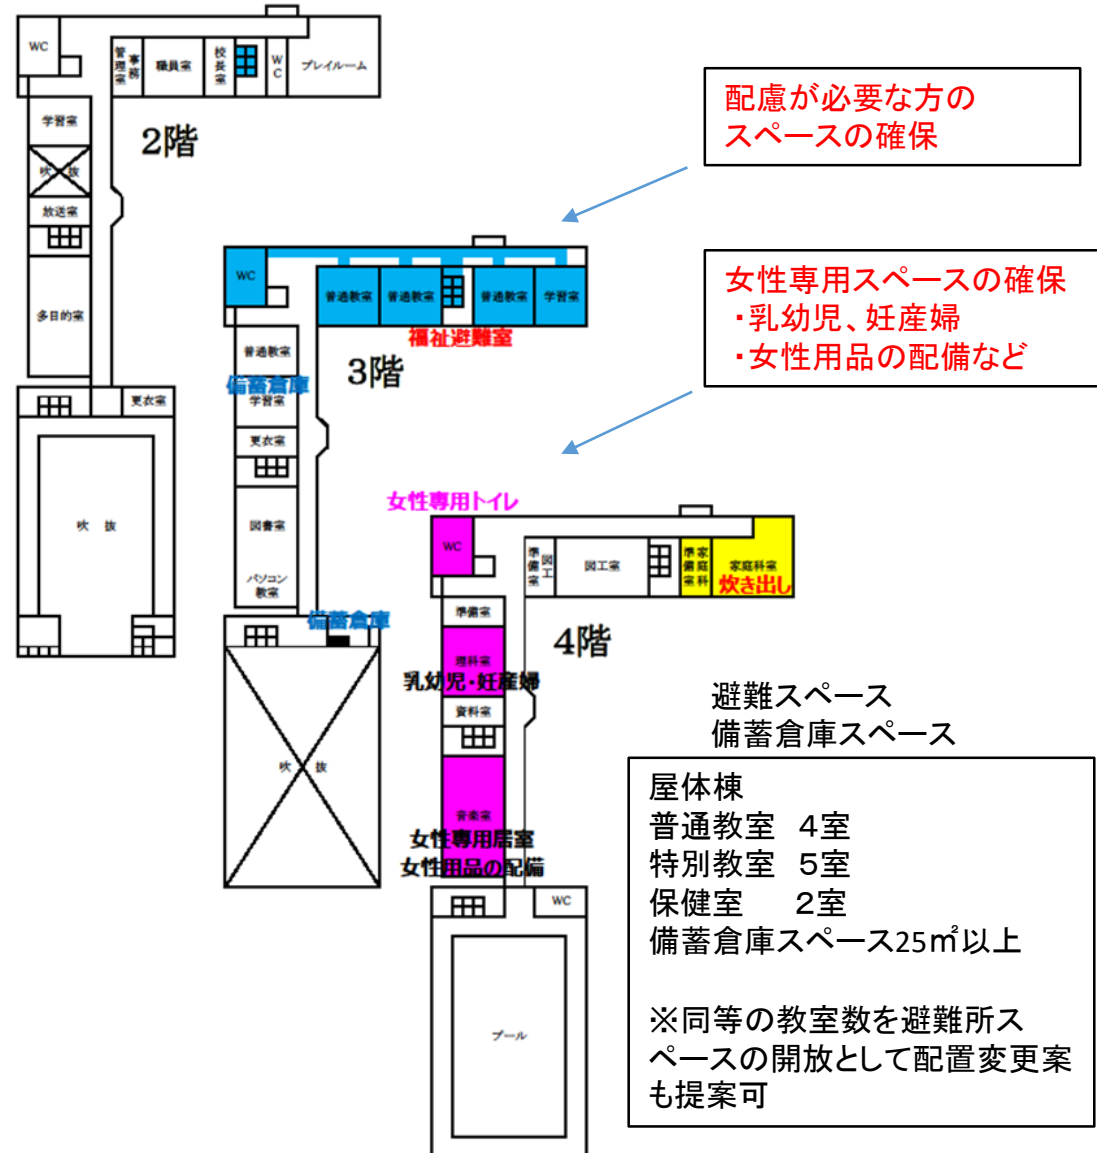 WC
管理室
事務
職員室
校長室
WC
プレイルーム
学習室
吹 抜
放送室
多目的室
2階
更衣室
吹 抜
配慮が必要な方の
スペースの確保
WC
普通教室
普通教室
普通教室
学習室
福祉避難室
普通教室
備蓄倉庫
学習室
更衣室
図書室
パソコン
教室
3階
備蓄倉庫
吹 抜
女性専用スペースの確保
・乳幼児、妊産婦
・女性用品の配備など
女性専用トイレ
WC
準備室
図工
図工室
準備室
家庭科
家庭科室
炊き出し
準備室
理科室
乳幼児・妊産婦
資料室
音楽室
女性専用居室
女性用品の配備
4階
WC
プール
避難スペース
備蓄倉庫スペース
屋体棟
普通教室 4室
特別教室 5室
保健室 2室
備蓄倉庫スペース25㎡以上
※同等の教室数を避難所ス
ペースの開放として配置変更案
も提案可